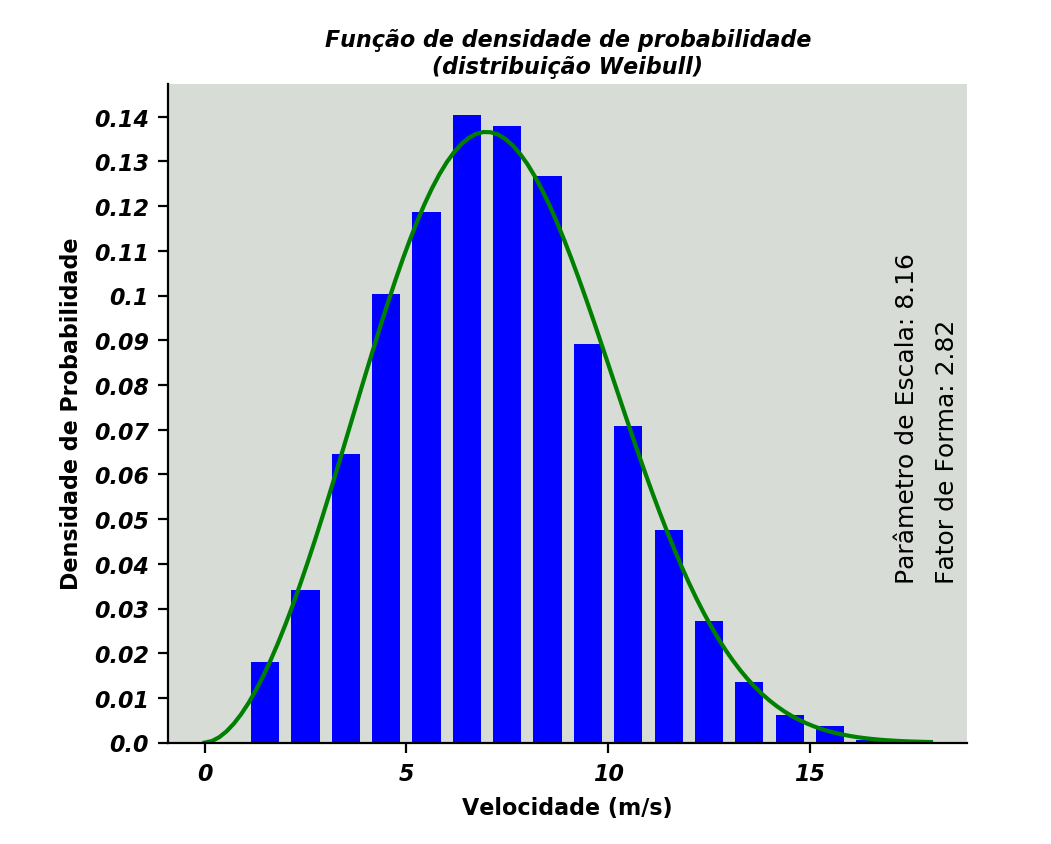 Função de densidade de probabilidade
(distribuição Weibull)
Densidade de Probabilidade
0.14
0.13
0.12
0.11
0.1
0.09
0.08
0.07
0.06
0.05
0.04
0.03
0.02
0.01
0.0
Parâmetro de Escala: 8.16
Fator de Forma: 2.82
0 5 10 15
Velocidade (m/s)